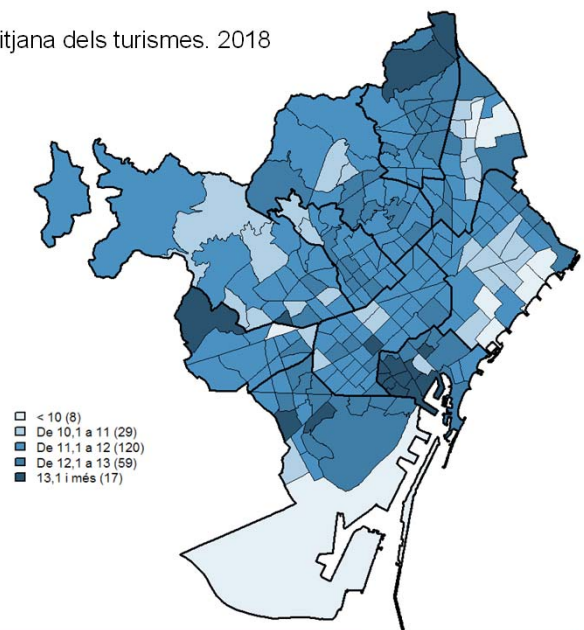 itjana dels turismes. 2018
< 10 (8)
De 10,1 a 11 (29)
De 11,1 a 12 (120)
De 12,1 a 13 (59)
13,1 i més (17)